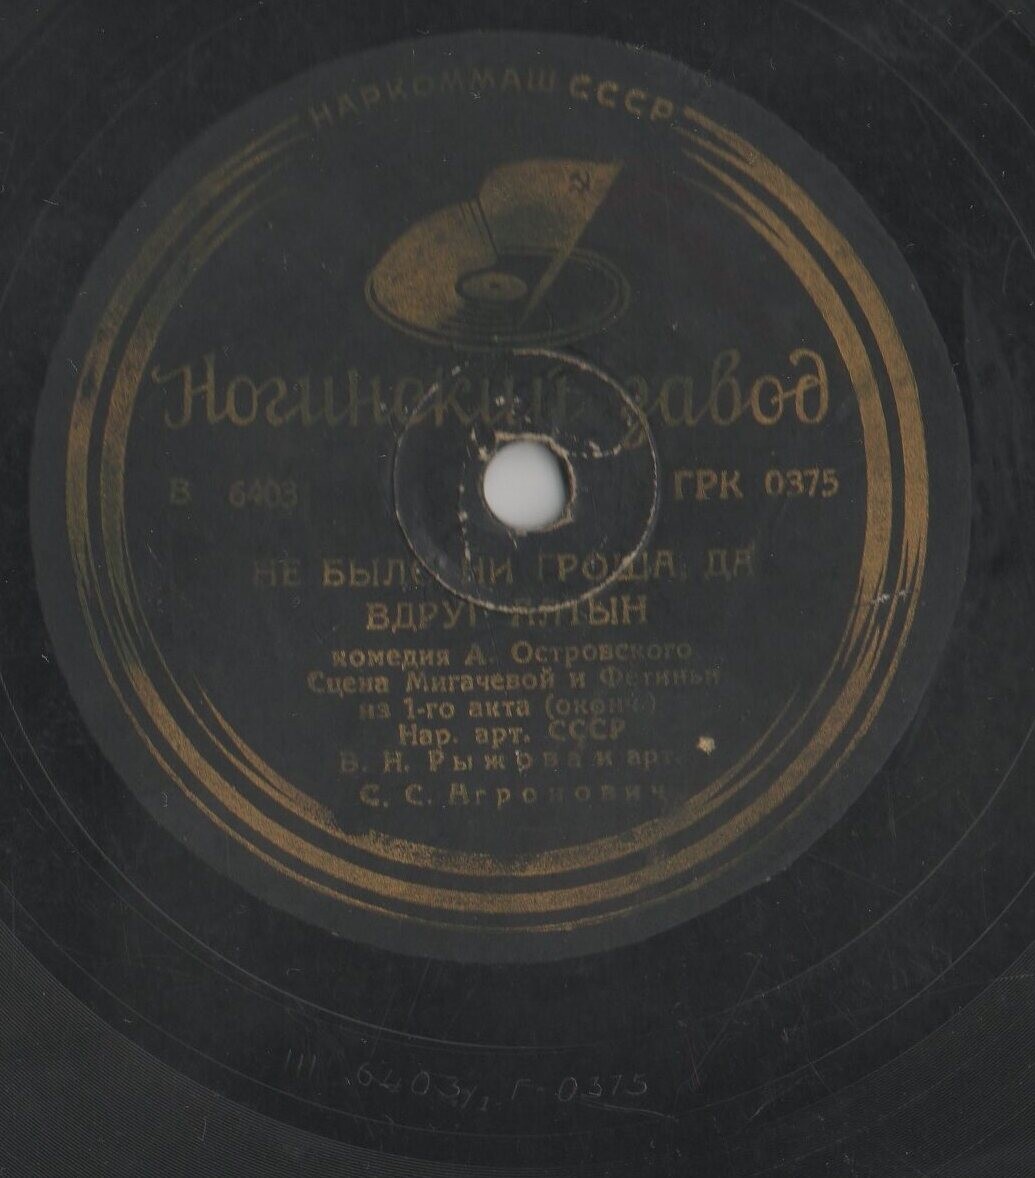 НАРКОММАШ СССР
Ногинский завод
В 6403
ГРК 0375
НЕ БЫЛО НИ ГРОША, ДА
ВДРУГ АЛТЫН
комедия А. Островского
Сцена Мигачевой и Фетиньи
из 1-го акта (оконч.)
Нар. арт. СССР
В. Н. Рыжова и арт.
С. С. Агронович
III 6403/1 Г-0375